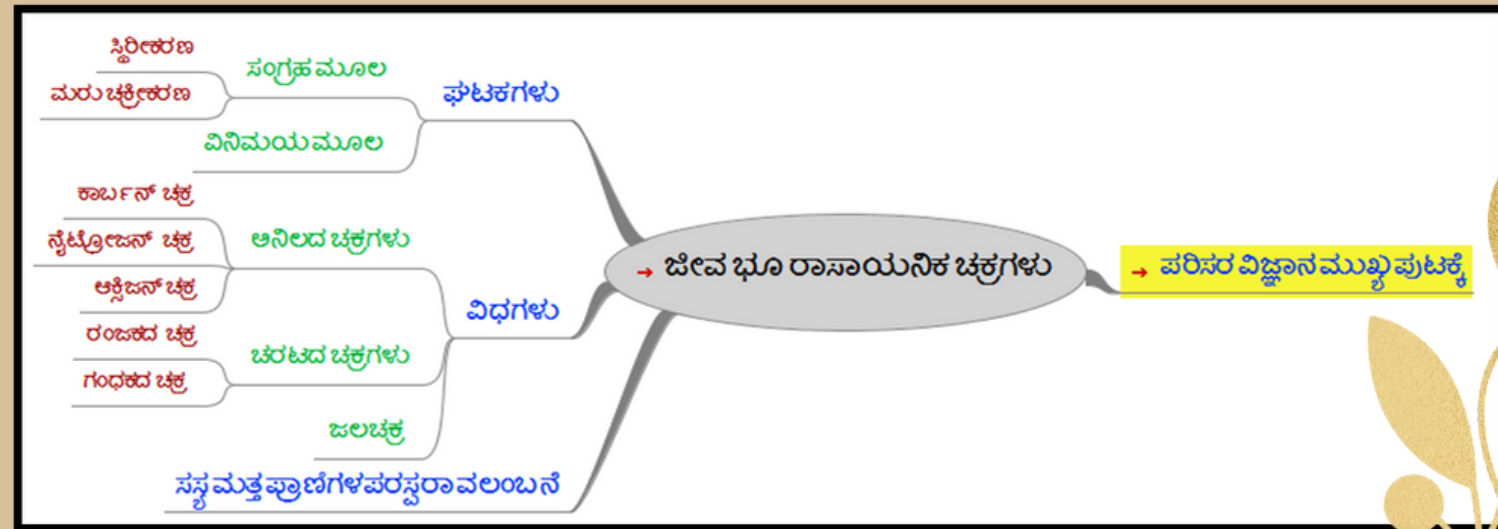 ಸ್ಥಿರೀಕರಣ
ಮರು ಚಕ್ರೀಕರಣ
ಸಂಗ್ರಹ ಮೂಲ
ವಿನಿಮಯ ಮೂಲ
ಘಟಕಗಳು
ಕಾರ್ಬನ್ ಚಕ್ರ
ನೈಟ್ರೋಜನ್ ಚಕ್ರ
ಆಕ್ಸಿಜನ್ ಚಕ್ರ
ಅನಿಲದ ಚಕ್ರಗಳು
ರಂಜಕದ ಚಕ್ರ
ಗಂಧಕದ ಚಕ್ರ
ಚರಟದ ಚಕ್ರಗಳು
ಜಲಚಕ್ರ
ವಿಧಗಳು
ಸಸ್ಯ ಮತ್ತ ಪ್ರಾಣಿಗಳ ಪರಸ್ಪರಾವಲಂಬನೆ
→ ಜೀವ ಭೂ ರಾಸಾಯನಿಕ ಚಕ್ರಗಳು
→ ಪರಿಸರ ವಿಜ್ಞಾನ ಮುಖ್ಯ ಪುಟಕ್ಕೆ